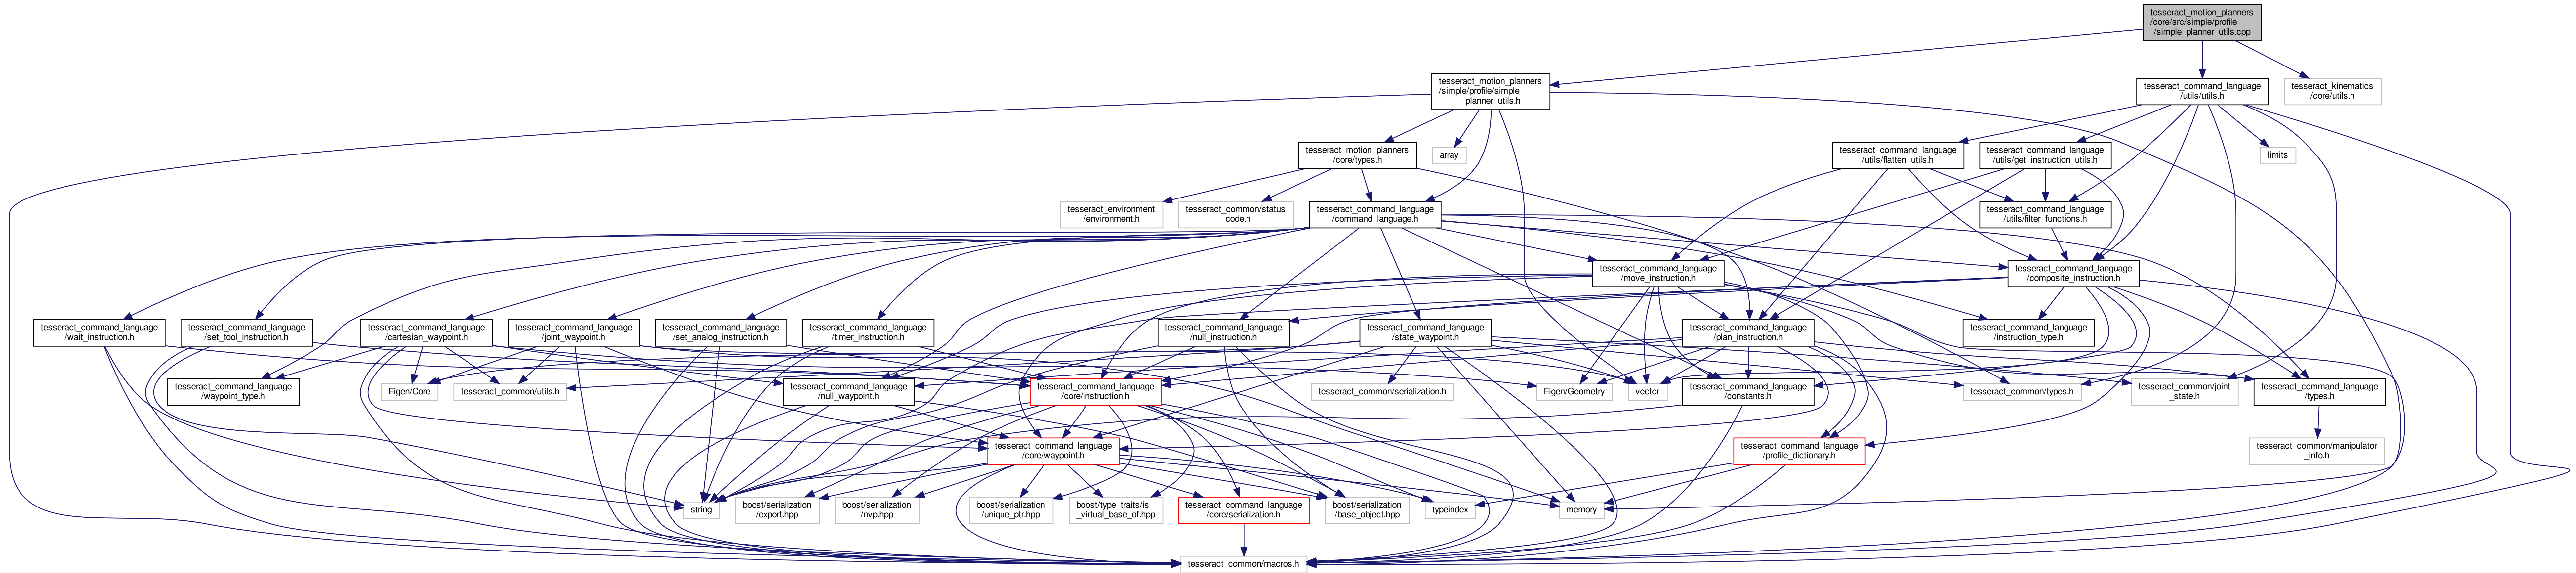 tesseract_motion_planners
/core/src/simple/profile
/simple_planner_utils.cpp
tesseract_motion_planners
/simple/profile/simple
_planner_utils.h
tesseract_command_language
/utils/utils.h
tesseract_kinematics
/core/utils.h
tesseract_motion_planners
/core/types.h
array
tesseract_command_language
/utils/flatten_utils.h
tesseract_command_language
/utils/get_instruction_utils.h
limits
tesseract_environment
/environment.h
tesseract_common/status
_code.h
tesseract_command_language
/command_language.h
tesseract_command_language
/utils/filter_functions.h
tesseract_command_language
/move_instruction.h
tesseract_command_language
/composite_instruction.h
tesseract_command_language
/wait_instruction.h
tesseract_command_language
/set_tool_instruction.h
tesseract_command_language
/cartesian_waypoint.h
tesseract_command_language
/joint_waypoint.h
tesseract_command_language
/set_analog_instruction.h
tesseract_command_language
/timer_instruction.h
tesseract_command_language
/null_instruction.h
tesseract_command_language
/state_waypoint.h
tesseract_command_language
/plan_instruction.h
tesseract_command_language
/instruction_type.h
tesseract_command_language
/waypoint_type.h
Eigen/Core
tesseract_common/utils.h
tesseract_command_language
/null_waypoint.h
tesseract_command_language
/core/instruction.h
tesseract_common/serialization.h
Eigen/Geometry
vector
tesseract_command_language
/constants.h
tesseract_common/types.h
tesseract_common/joint
_state.h
tesseract_command_language
/types.h
tesseract_command_language
/core/waypoint.h
tesseract_command_language
/profile_dictionary.h
tesseract_common/manipulator
_info.h
string
boost/serialization
/export.hpp
boost/serialization
/nvp.hpp
boost/serialization
/unique_ptr.hpp
boost/type_traits/is
_virtual_base_of.hpp
tesseract_command_language
/core/serialization.h
boost/serialization
/base_object.hpp
typeindex
memory
tesseract_common/macros.h